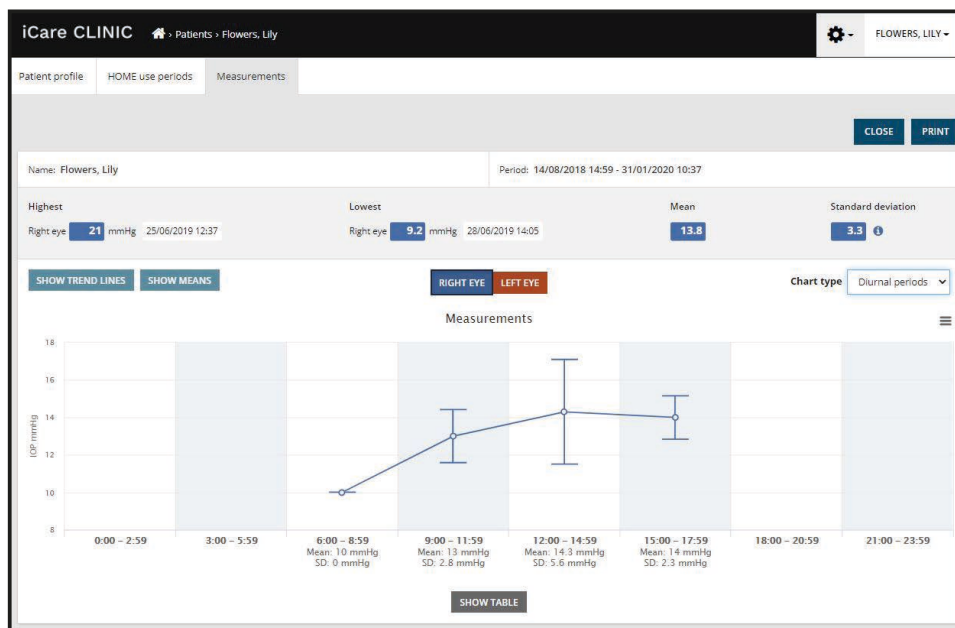 iCare CLINIC › Patients › Flowers, Lily FLOWERS, LILY
Patient profile HOME use periods Measurements
CLOSE PRINT
Name: Flowers, Lily Period: 14/08/2018 14:59 - 31/01/2020 10:37
Highest Lowest Mean Standard deviation
Right eye 21 mmHg 25/06/2019 12:37 Right eye 9.2 mmHg 28/06/2019 14:05 13.8 3.3 i
SHOW TREND LINES SHOW MEANS RIGHT EYE LEFT EYE Chart type Diurnal periods
Measurements
18
16
14
12
10
8
IOP mmHg
0:00 – 2:59 3:00 – 5:59 6:00 – 8:59 9:00 – 11:59 12:00 – 14:59 15:00 – 17:59 18:00 – 20:59 21:00 – 23:59
Mean: 10 mmHg Mean: 13 mmHg Mean: 14.3 mmHg Mean: 14 mmHg
SD: 0 mmHg SD: 2.8 mmHg SD: 5.6 mmHg SD: 2.3 mmHg
SHOW TABLE